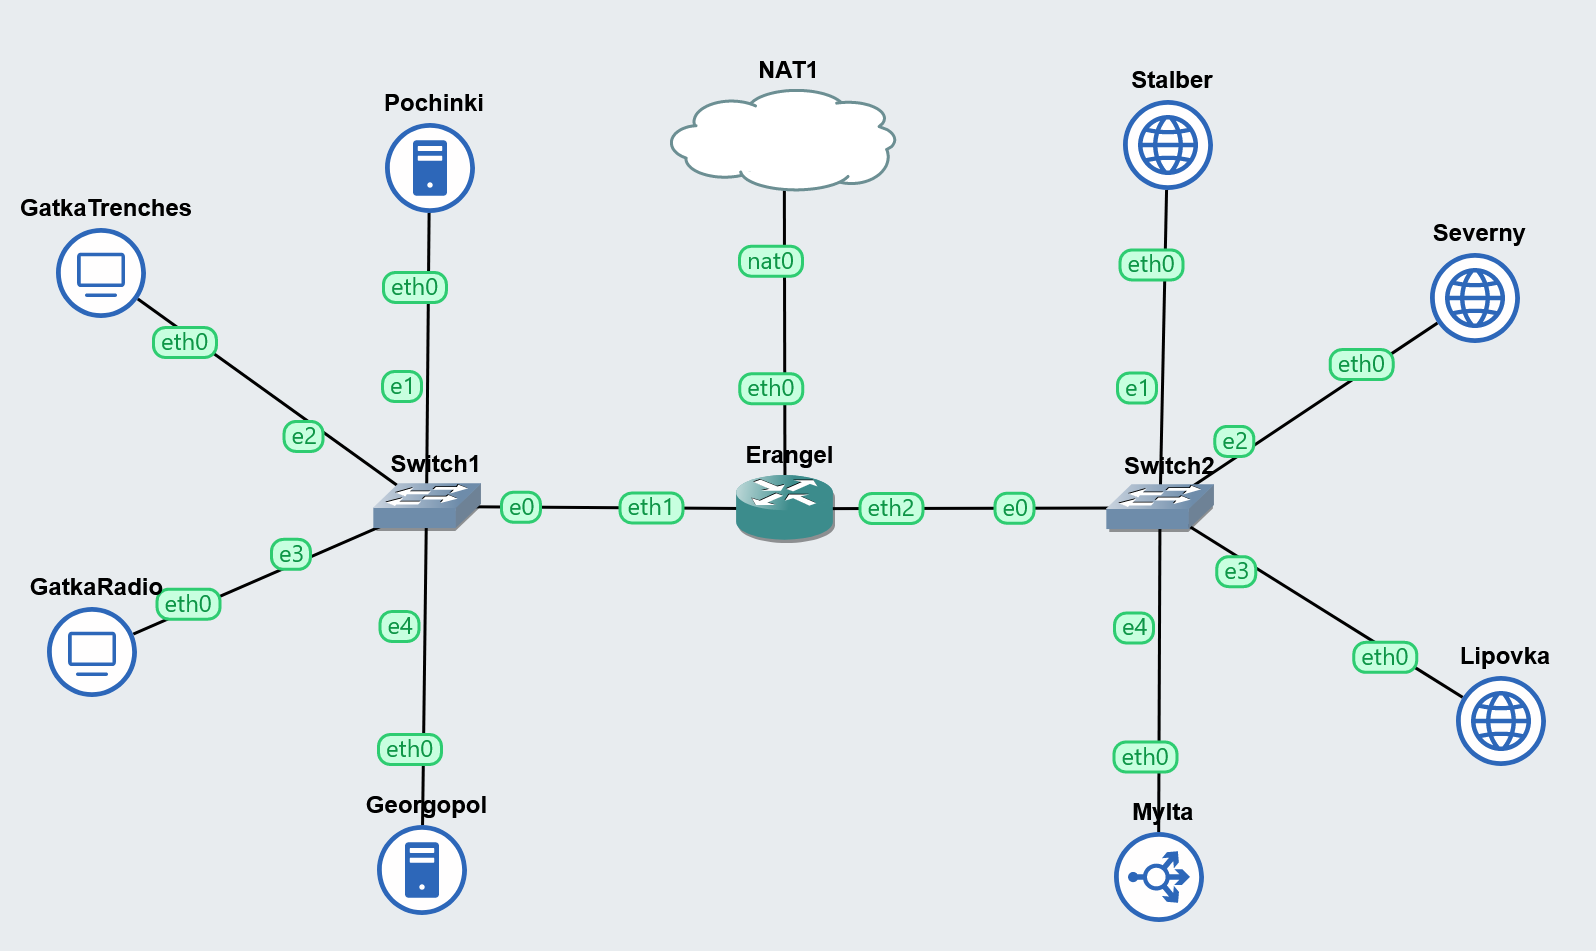 NAT1
Stalber
Pochinki
GatkaTrenches
Severny
nat0
eth0
eth0
eth0
eth0
eth0
e1
eth0
e1
e2
e2
Erangel
Switch1
Switch2
e0
eth1
eth2
e0
e3
e3
GatkaRadio
eth0
e4
e4
Lipovka
eth0
eth0
eth0
Georgopol
Mylta